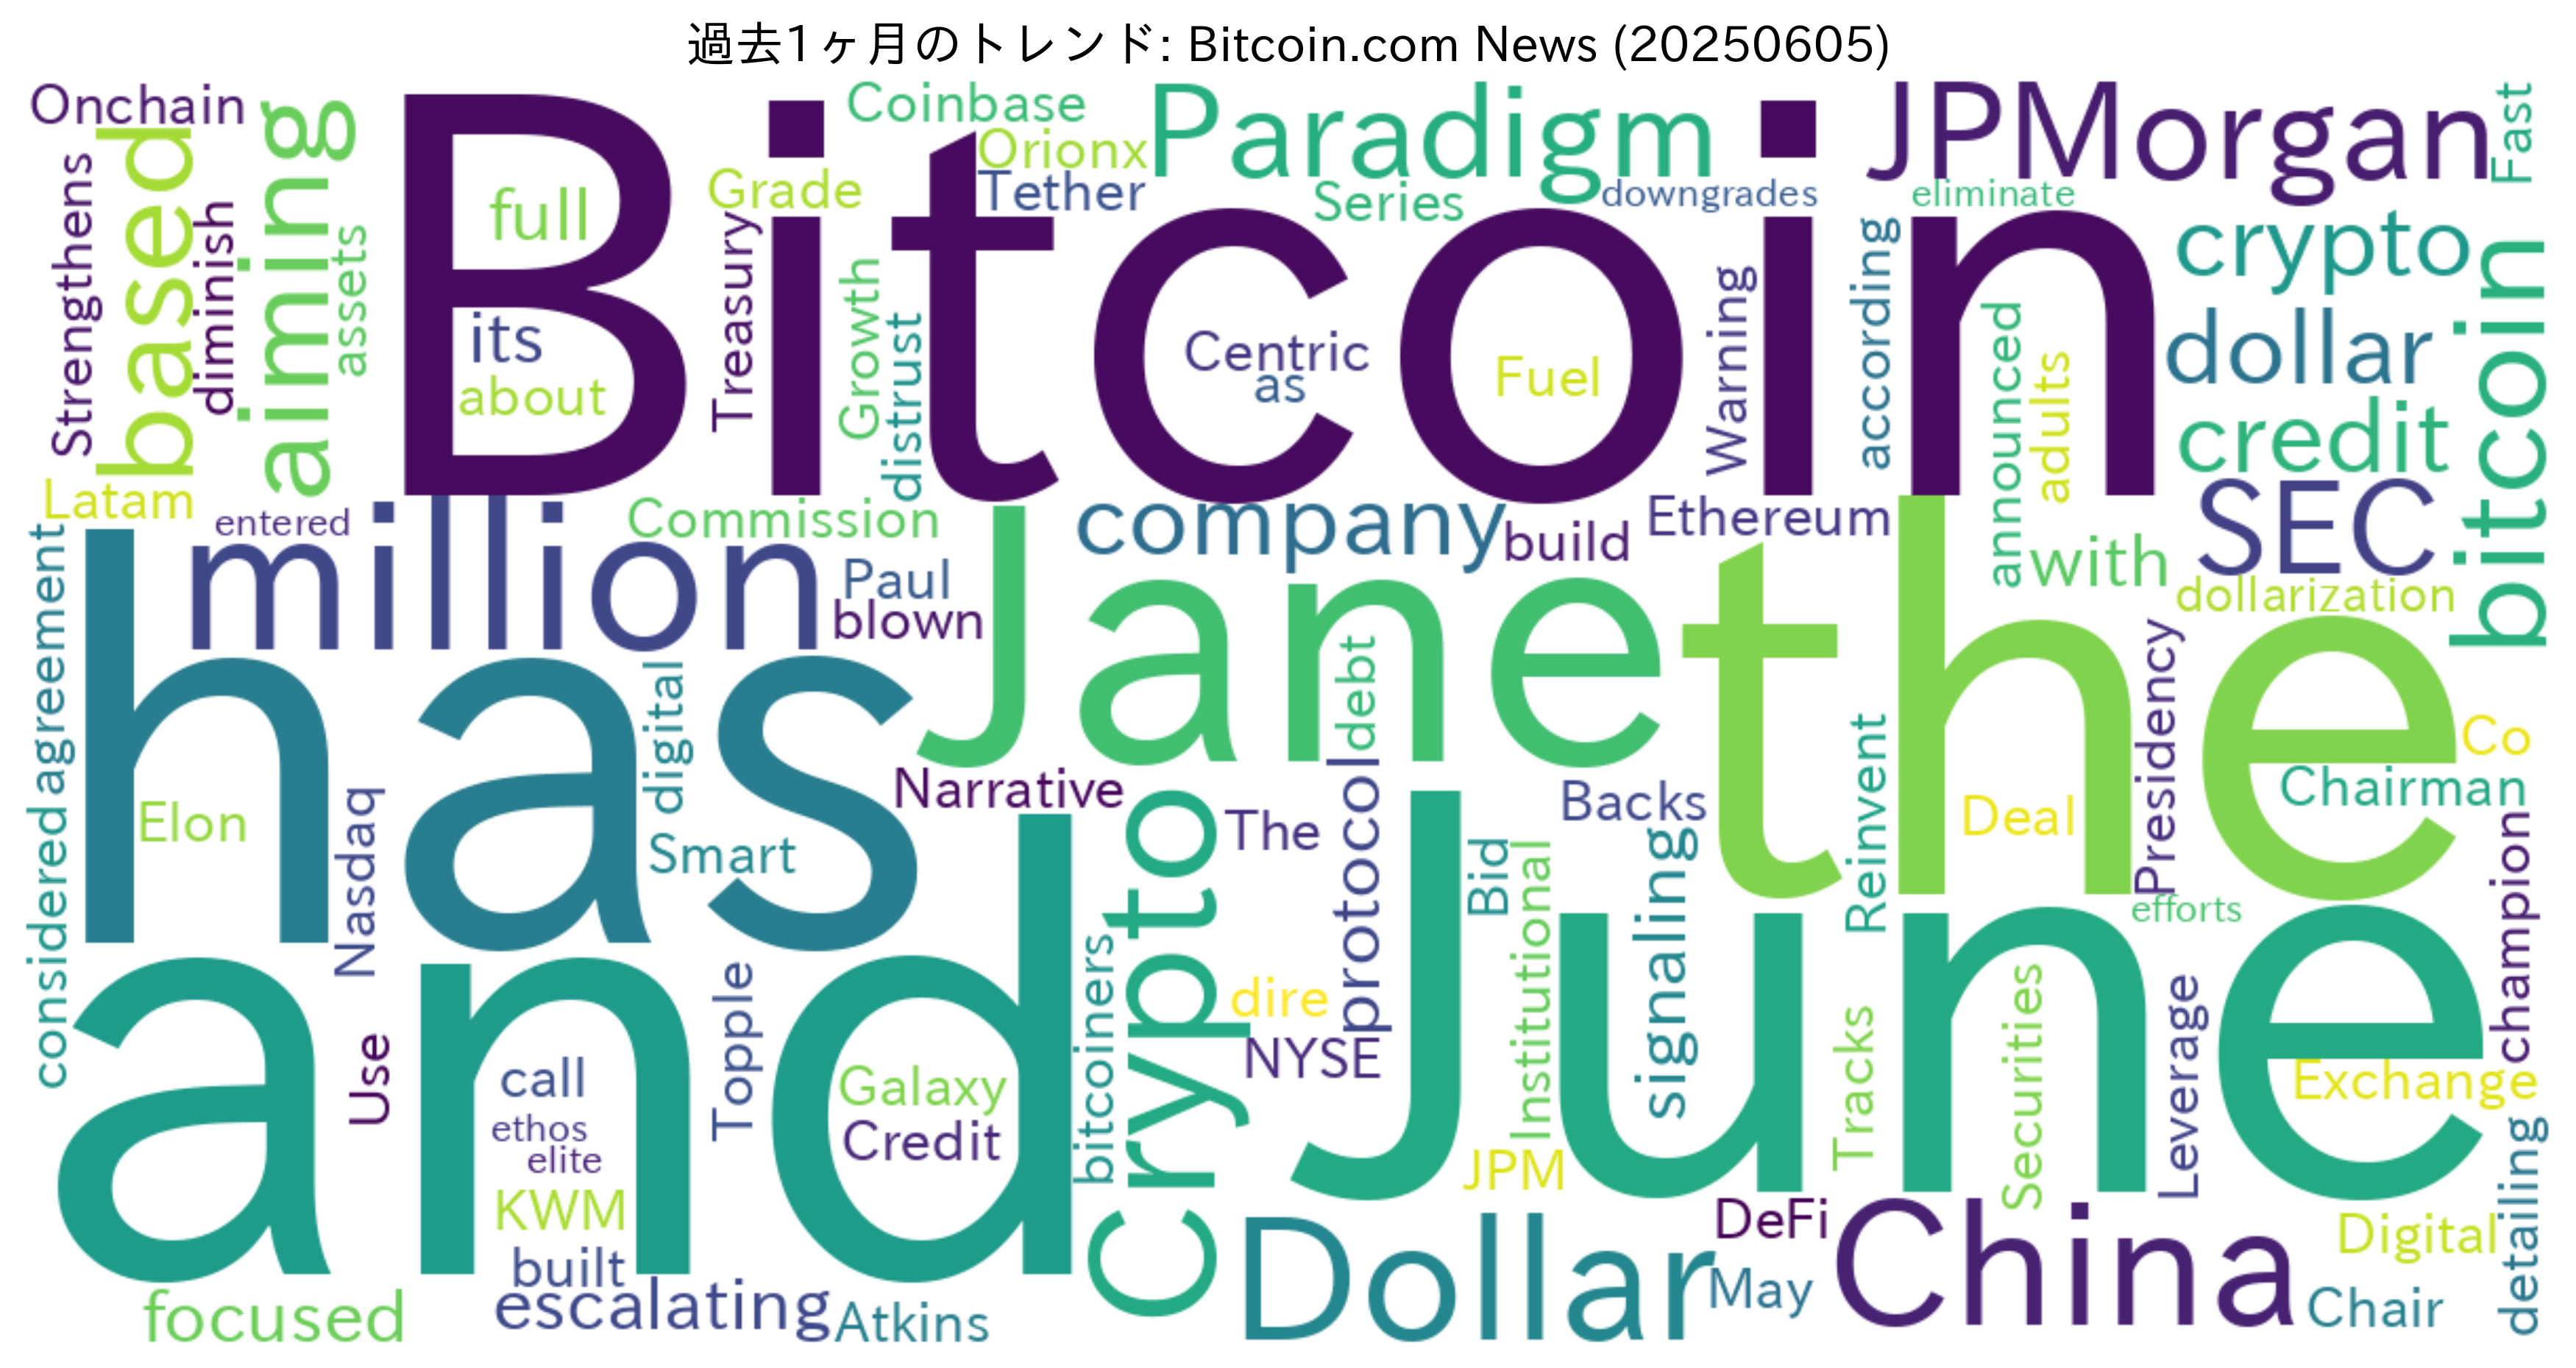 過去1ヶ月のトレンド: Bitcoin.com News (20250605)
Onchain
Strengthens
based
diminish
aiming
assets
Bitcoin
full
its
about
Grade
Treasury
Coinbase
Orionx
Tether
Growth
distrust
Paradigm
Series
downgrades
Centric
as
Fuel
Warning
JPMorgan
eliminate
Fast
according
announced
adults
crypto
dollar
credit
bitcoin
Latam
entered
million
Commission
Paul
blown
company
build
Ethereum
with
SEC
dollarization
agreement
considered
has
Elon
Nasdaq
digital
Smart
Jane
debt
Narrative
The
protocol
Backs
the
Reinvent
Deal
Presidency
Co
Chairman
champion
efforts
and
Use
call
ethos
elite
KWM
built
Topple
Galaxy
Credit
bitcoiners
Crypto
dire
NYSE
June
Bid
Institutional
signaling
JPM
Tracks
Securities
Leverage
Exchange
detailing
focused
escalating
Atkins
Dollar
DeFi
May
China
Digital
Chair